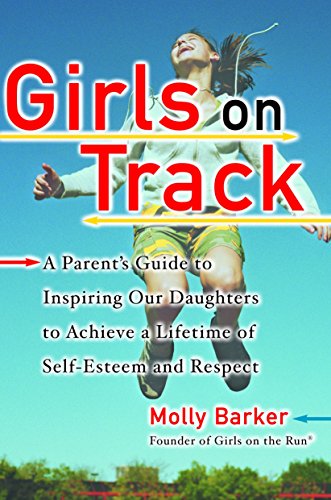 Girls on
Track
A Parent's Guide to
Inspiring Our Daughters
to Achieve a Lifetime of
Self-Esteem and Respect
Molly Barker
Founder of Girls on the Run®